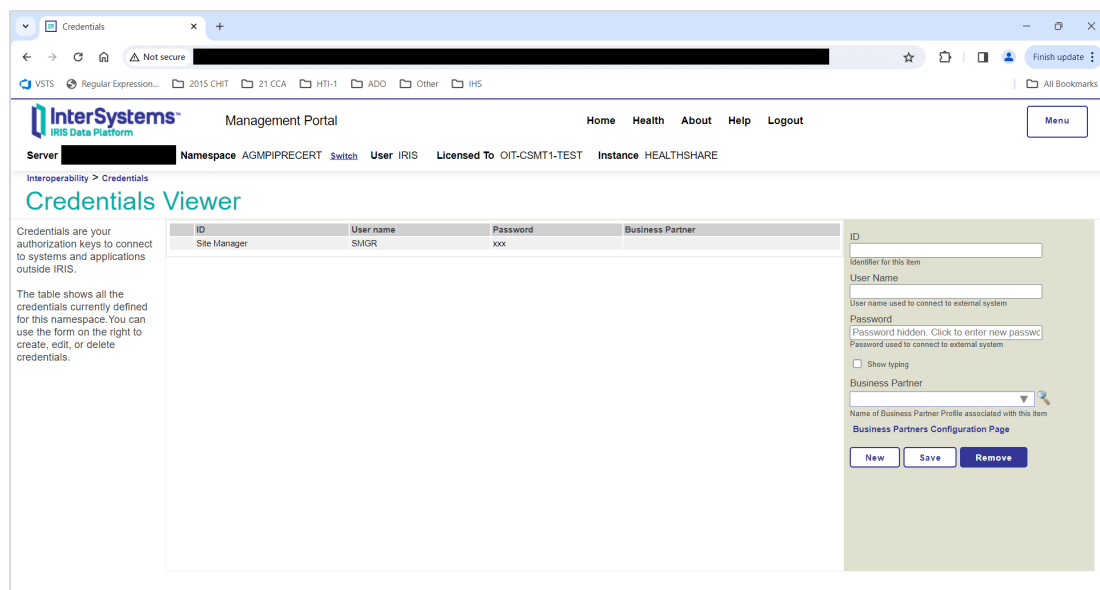 Credentials
Not secure
Finish update
VSTS Regular Expression... 2015 CHIT 21 CCA HTI-1 ADO Other IHS All Bookmarks
InterSystems™
IRIS Data Platform
Management Portal
Home Health About Help Logout
Menu
Server Namespace AGMPIPRECERT Switch User IRIS Licensed To OIT-CSMT1-TEST Instance HEALTHSHARE
Interoperability > Credentials
Credentials Viewer
Credentials are your
authorization keys to connect
to systems and applications
outside IRIS.
The table shows all the
credentials currently defined
for this namespace.You can
use the form on the right to
create, edit, or delete
credentials.
ID User name Password Business Partner
Site Manager SMGR xxx
ID
Identifier for this item
User Name
User name used to connect to external system
Password
Password hidden. Click to enter new passwc
Password used to connect to external system
Show typing
Business Partner
Name of Business Partner Profile associated with this item
Business Partners Configuration Page
New Save Remove